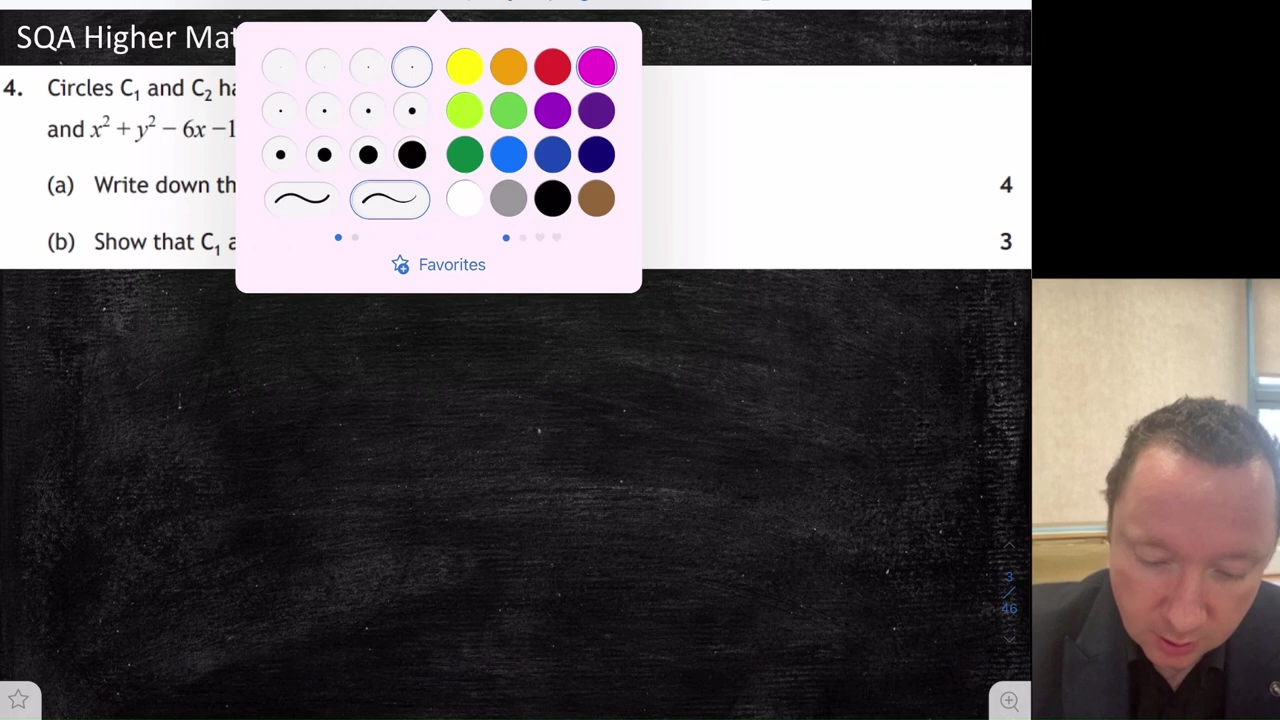 SQA Higher Mat
4. Circles C₁ and C₂ ha
and x² + y² − 6x −1
(a) Write down th
4
(b) Show that C₁ a
3
Favorites
3
/
46